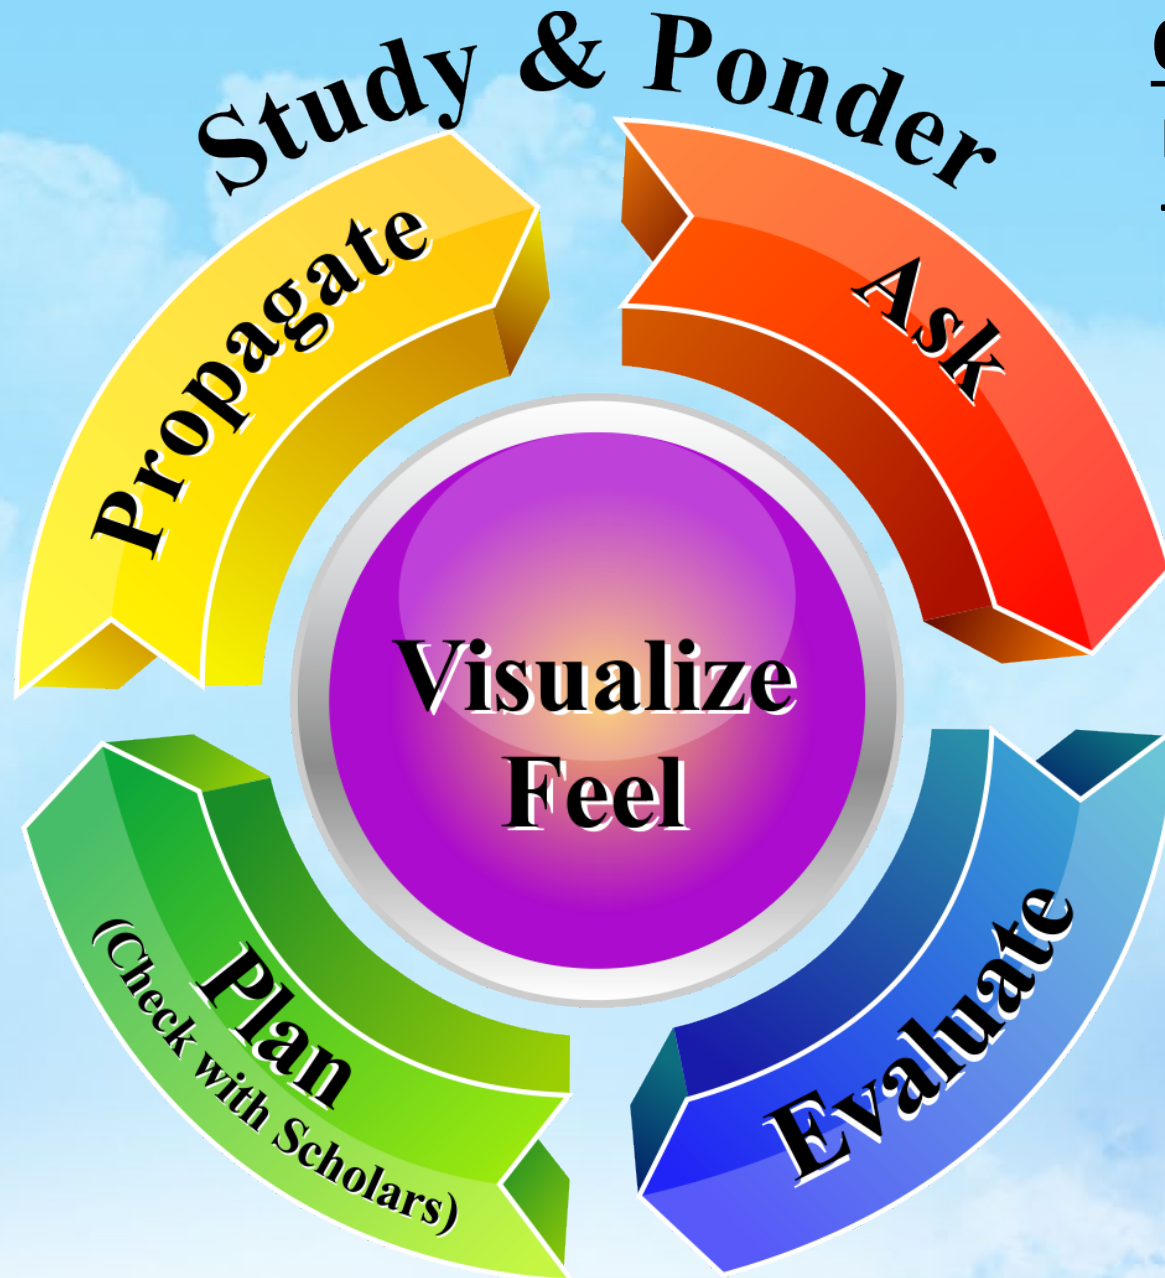 Study & Ponder
Propagate
Ask
Visualize
Feel
Plan
(Check with Scholars)
Evaluate